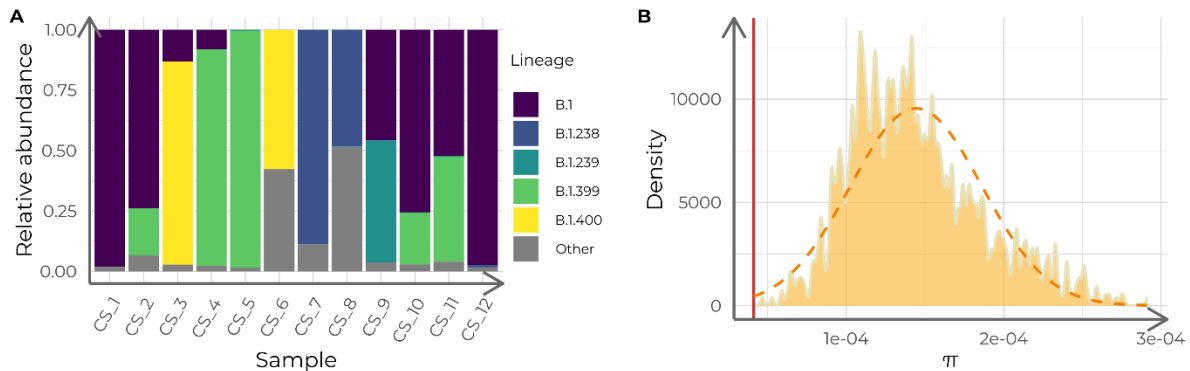 A
Relative abundance
1.00
0.75
0.50
0.25
0.00
CS_1
CS_2
CS_3
CS_4
CS_5
CS_6
CS_7
CS_8
CS_9
CS_10
CS_11
CS_12
Sample
Lineage
B.1
B.1.238
B.1.239
B.1.399
B.1.400
Other
B
Density
10000
5000
0
1e-04
2e-04
3e-04
π